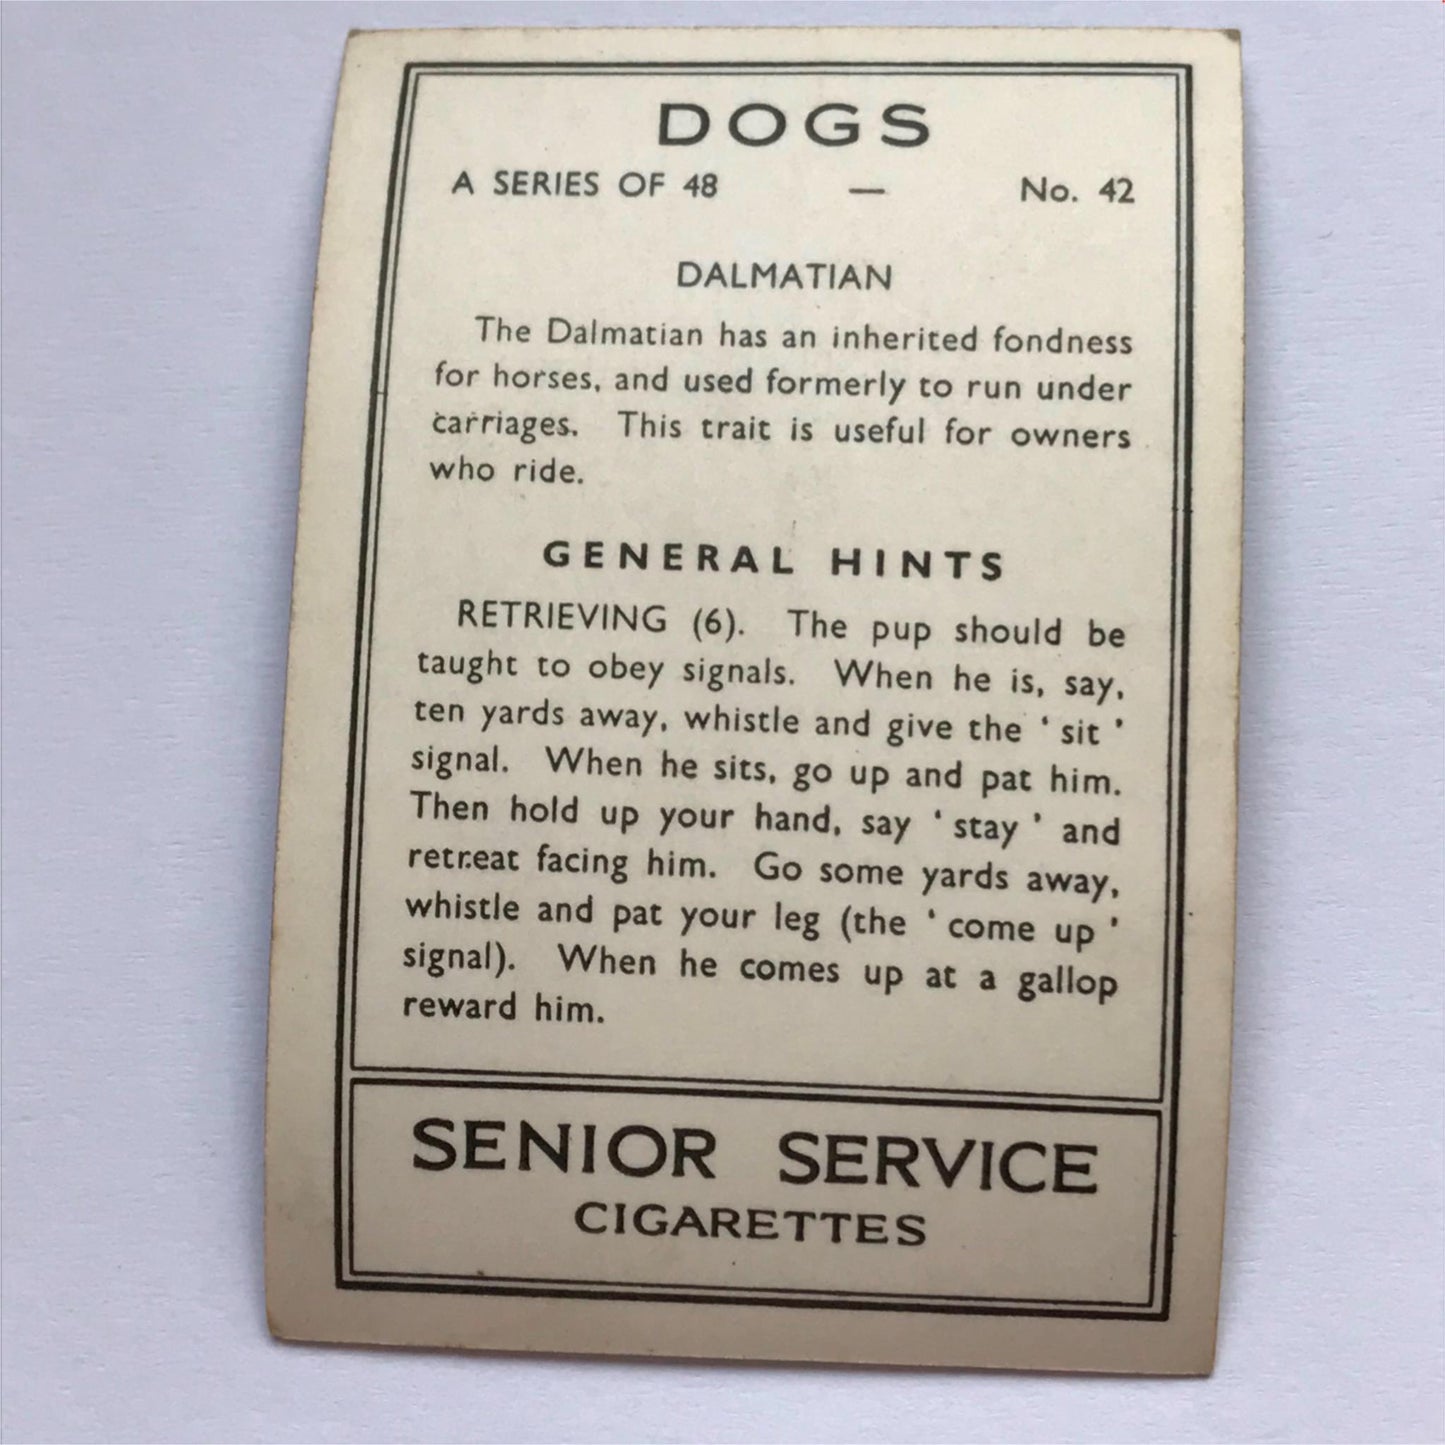 DOGS
A SERIES OF 48 — No. 42
DALMATIAN
The Dalmatian has an inherited fondness
for horses, and used formerly to run under
carriages. This trait is useful for owners
who ride.
GENERAL HINTS
RETRIEVING (6). The pup should be
taught to obey signals. When he is, say,
ten yards away, whistle and give the ‘ sit ’
signal. When he sits, go up and pat him.
Then hold up your hand, say ‘ stay ’ and
retreat facing him. Go some yards away,
whistle and pat your leg (the ‘ come up ’
signal). When he comes up at a gallop
reward him.
SENIOR SERVICE
CIGARETTES